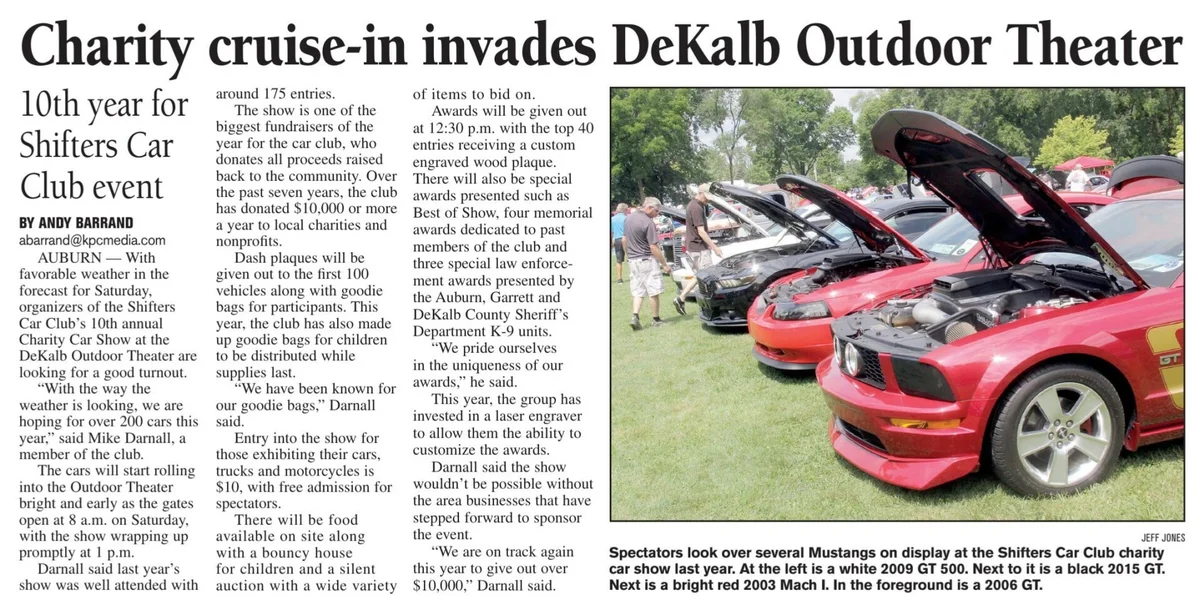 Charity cruise-in invades DeKalb Outdoor Theater
10th year for
Shifters Car
Club event
BY ANDY BARRAND
abarrand@kpcmedia.com
AUBURN — With
favorable weather in the
forecast for Saturday,
organizers of the Shifters
Car Club's 10th annual
Charity Car Show at the
DeKalb Outdoor Theater are
looking for a good turnout.
“With the way the
weather is looking, we are
hoping for over 200 cars this
year,” said Mike Darnall, a
member of the club.
The cars will start rolling
into the Outdoor Theater
bright and early as the gates
open at 8 a.m. on Saturday,
with the show wrapping up
promptly at 1 p.m.
Darnall said last year's
show was well attended with
around 175 entries.
The show is one of the
biggest fundraisers of the
year for the car club, who
donates all proceeds raised
back to the community. Over
the past seven years, the club
has donated $10,000 or more
a year to local charities and
nonprofits.
Dash plaques will be
given out to the first 100
vehicles along with goodie
bags for participants. This
year, the club has also made
up goodie bags for children
to be distributed while
supplies last.
“We have been known for
our goodie bags,” Darnall
said.
Entry into the show for
those exhibiting their cars,
trucks and motorcycles is
$10, with free admission for
spectators.
There will be food
available on site along
with a bouncy house
for children and a silent
auction with a wide variety
of items to bid on.
Awards will be given out
at 12:30 p.m. with the top 40
entries receiving a custom
engraved wood plaque.
There will also be special
awards presented such as
Best of Show, four memorial
awards dedicated to past
members of the club and
three special law enforce-
ment awards presented by
the Auburn, Garrett and
DeKalb County Sheriff's
Department K-9 units.
“We pride ourselves
in the uniqueness of our
awards,” he said.
This year, the group has
invested in a laser engraver
to allow them the ability to
customize the awards.
Darnall said the show
wouldn't be possible without
the area businesses that have
stepped forward to sponsor
the event.
“We are on track again
this year to give out over
$10,000,” Darnall said.
GT
JEFF JONES
Spectators look over several Mustangs on display at the Shifters Car Club charity
car show last year. At the left is a white 2009 GT 500. Next to it is a black 2015 GT.
Next is a bright red 2003 Mach I. In the foreground is a 2006 GT.